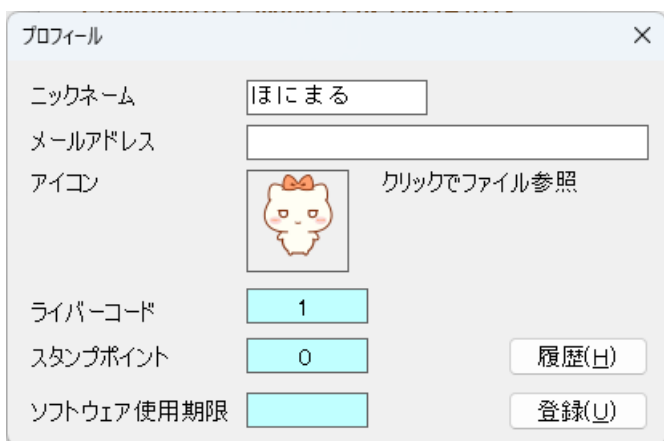 プロフィール
ニックネーム ほにまる
メールアドレス
アイコン クリックでファイル参照
ライバーコード 1
スタンプポイント 0 履歴(H)
ソフトウェア使用期限 登録(U)